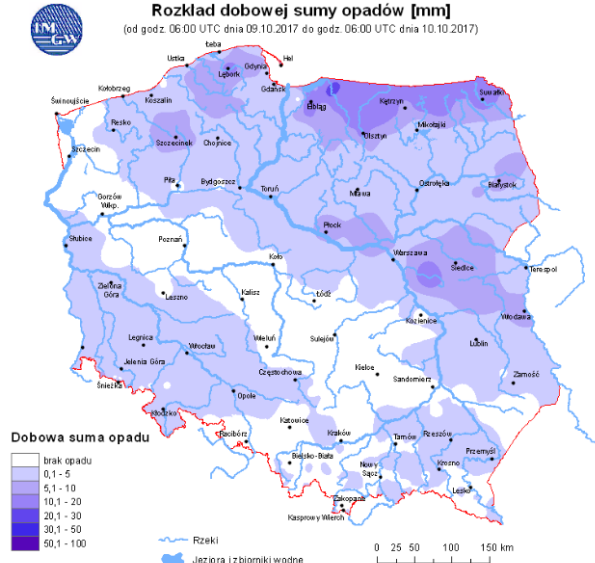 Rozkład dobowej sumy opadów [mm]
(od godz. 06:00 UTC dnia 09.10.2017 do godz. 06:00 UTC dnia 10.10.2017)
IM
G-W
Łeba
Ustka
Hel
Gdynia
Lębork
Gdańsk
Kołobrzeg
Koszalin
Suwałki
Świnoujście
Elbląg
Kętrzyn
Resko
Szczecinek
Chojnice
Olsztyn
Mikołajki
Szczecin
Piła
Bydgoszcz
Toruń
Mława
Ostrołęka
Białystok
Gorzów
Wlkp.
Słubice
Poznań
Płock
Warszawa
Siedlce
Terespol
Koło
Zielona
Góra
Leszno
Kalisz
Łódź
Kozienice
Włodawa
Legnica
Wrocław
Wieluń
Sulejów
Lublin
Jelenia Góra
Śnieżka
Częstochowa
Kielce
Sandomierz
Zamość
Kłodzko
Opole
Katowice
Racibórz
Kraków
Tarnów
Rzeszów
Bielsko-Biała
Nowy
Sącz
Krosno
Przemyśl
Lesko
Zakopane
Kasprowy Wierch
Dobowa suma opadu
brak opadu
0,1 - 5
5,1 - 10
10,1 - 20
20,1 - 30
30,1 - 50
50,1 - 100
Rzeki
Jeziora i zbiorniki wodne
0 25 50 100 150 km